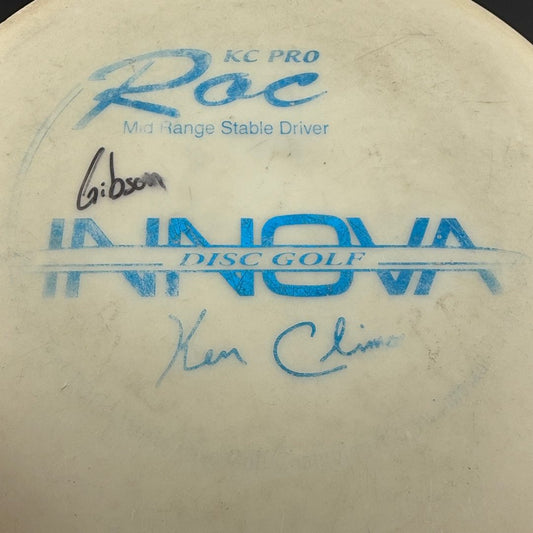 KC PRO
Roc
Mid Range Stable Driver
Gibson
INNOVA
DISC GOLF
Ken Climo